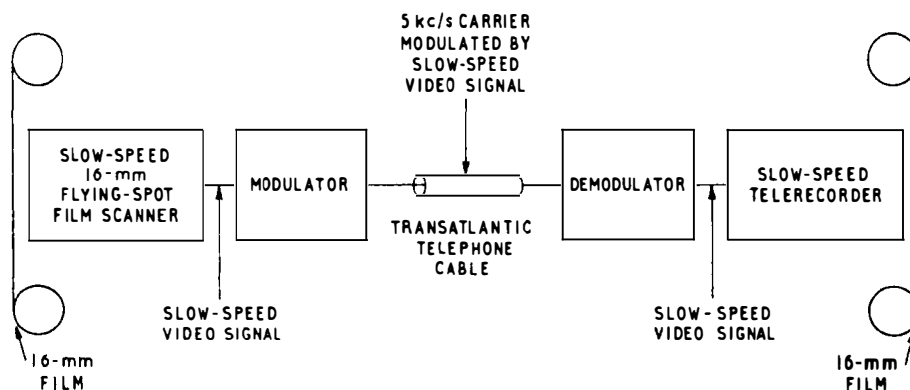 5 kc/s CARRIER
MODULATED BY
SLOW-SPEED
VIDEO SIGNAL
SLOW-SPEED
16-mm
FLYING-SPOT
FILM SCANNER
MODULATOR
TRANSATLANTIC
TELEPHONE
CABLE
DEMODULATOR
SLOW-SPEED
TELERECORDER
SLOW-SPEED
VIDEO SIGNAL
SLOW-SPEED
VIDEO SIGNAL
16-mm
FILM
16-mm
FILM